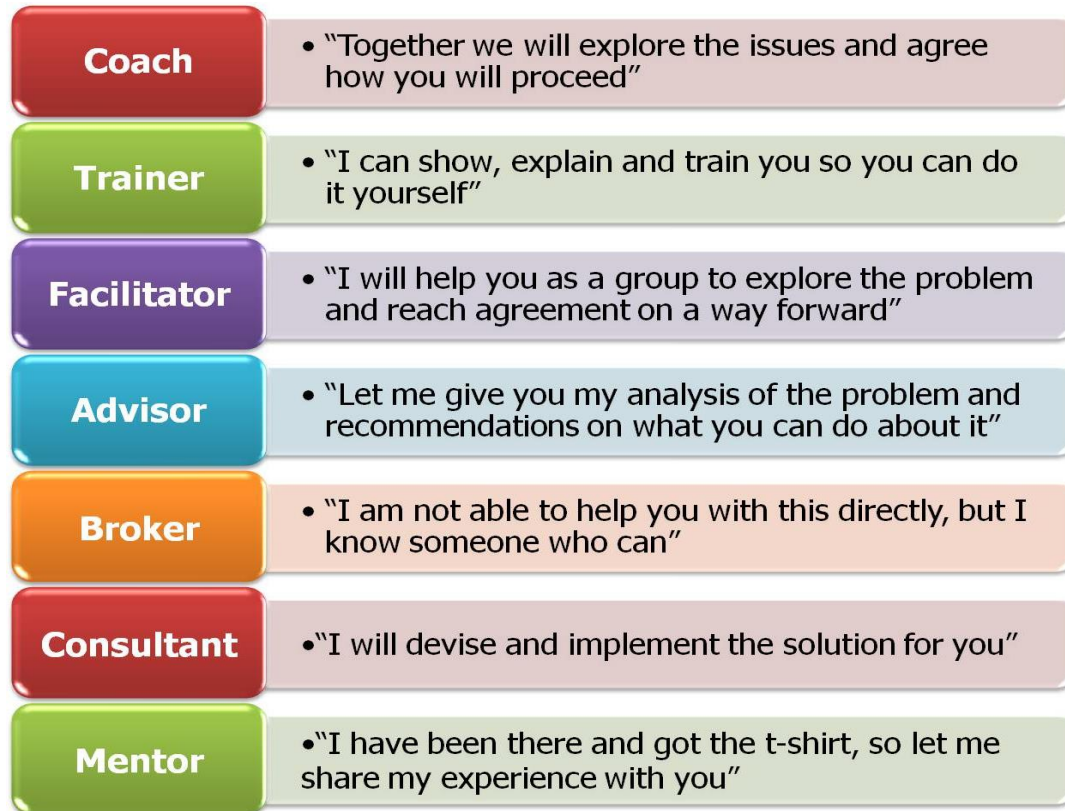 Coach
• “Together we will explore the issues and agree
how you will proceed”
Trainer
• “I can show, explain and train you so you can do
it yourself”
Facilitator
• “I will help you as a group to explore the problem
and reach agreement on a way forward”
Advisor
• “Let me give you my analysis of the problem and
recommendations on what you can do about it”
Broker
• “I am not able to help you with this directly, but I
know someone who can”
Consultant
•“I will devise and implement the solution for you”
Mentor
•“I have been there and got the t-shirt, so let me
share my experience with you”